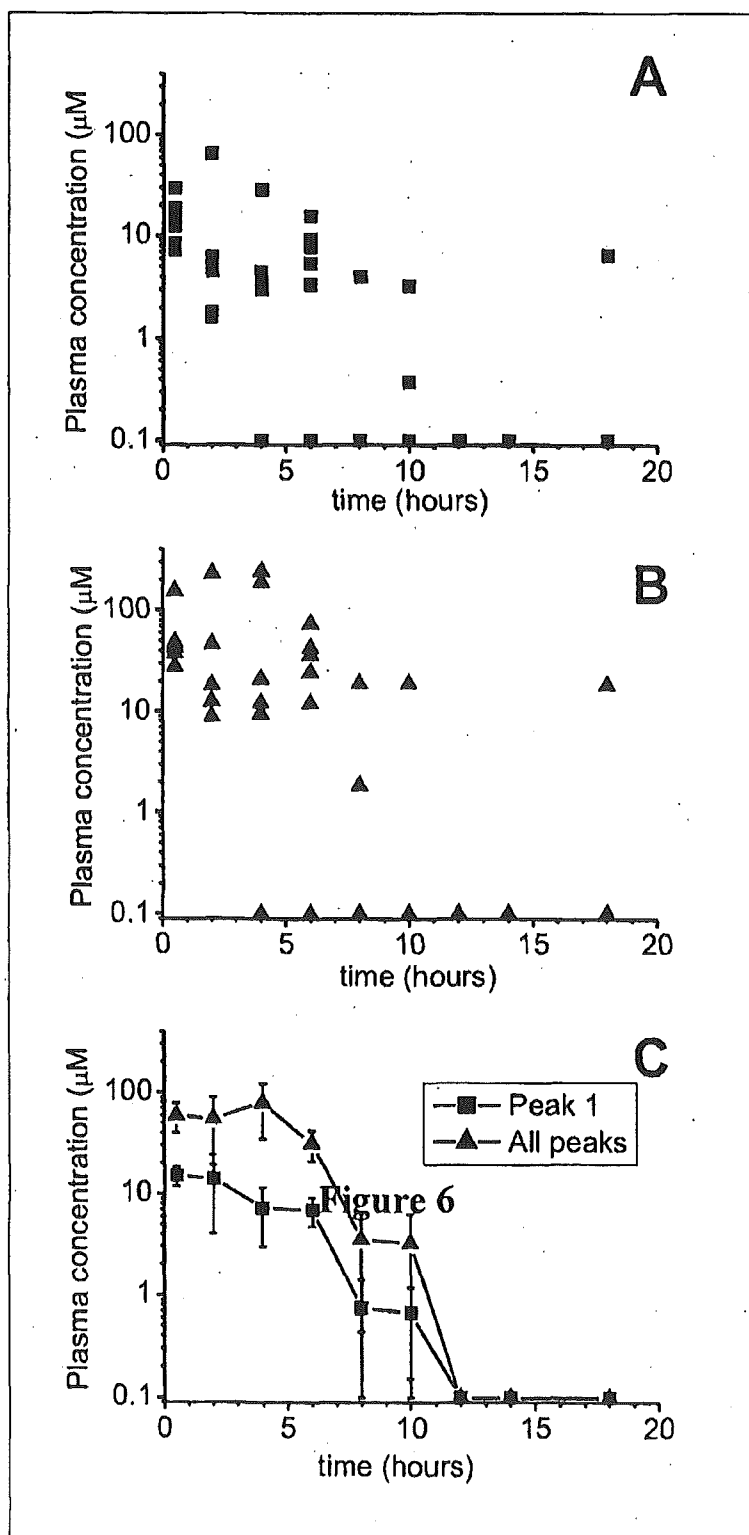 A
Plasma concentration (μM
100
10
1
0.1
0 5 10 15 20
time (hours)
B
Plasma concentration (μM
100
10
1
0.1
0 5 10 15 20
time (hours)
C
Plasma concentration (μM
100
10
1
0.1
Peak 1
All peaks
Figure 6
0 5 10 15 20
time (hours)